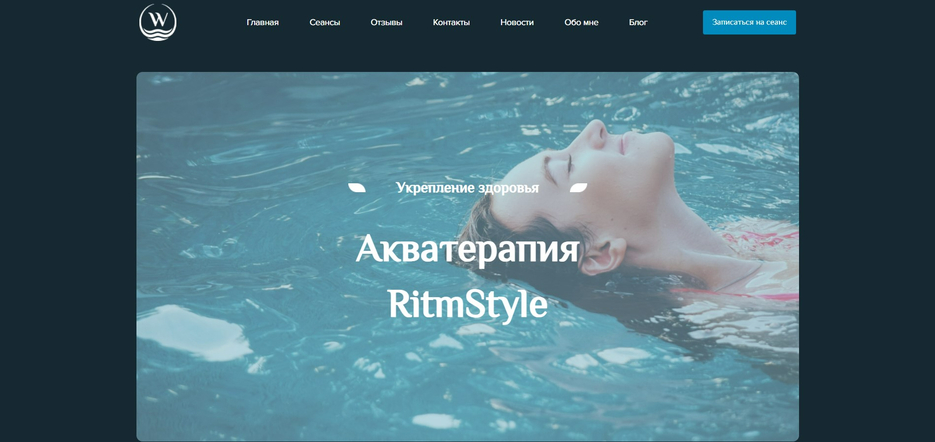 W
Главная Сеансы Отзывы Контакты Новости Обо мне Блог Записаться на сеанс
Укрепление здоровья
Акватерапия
RitmStyle